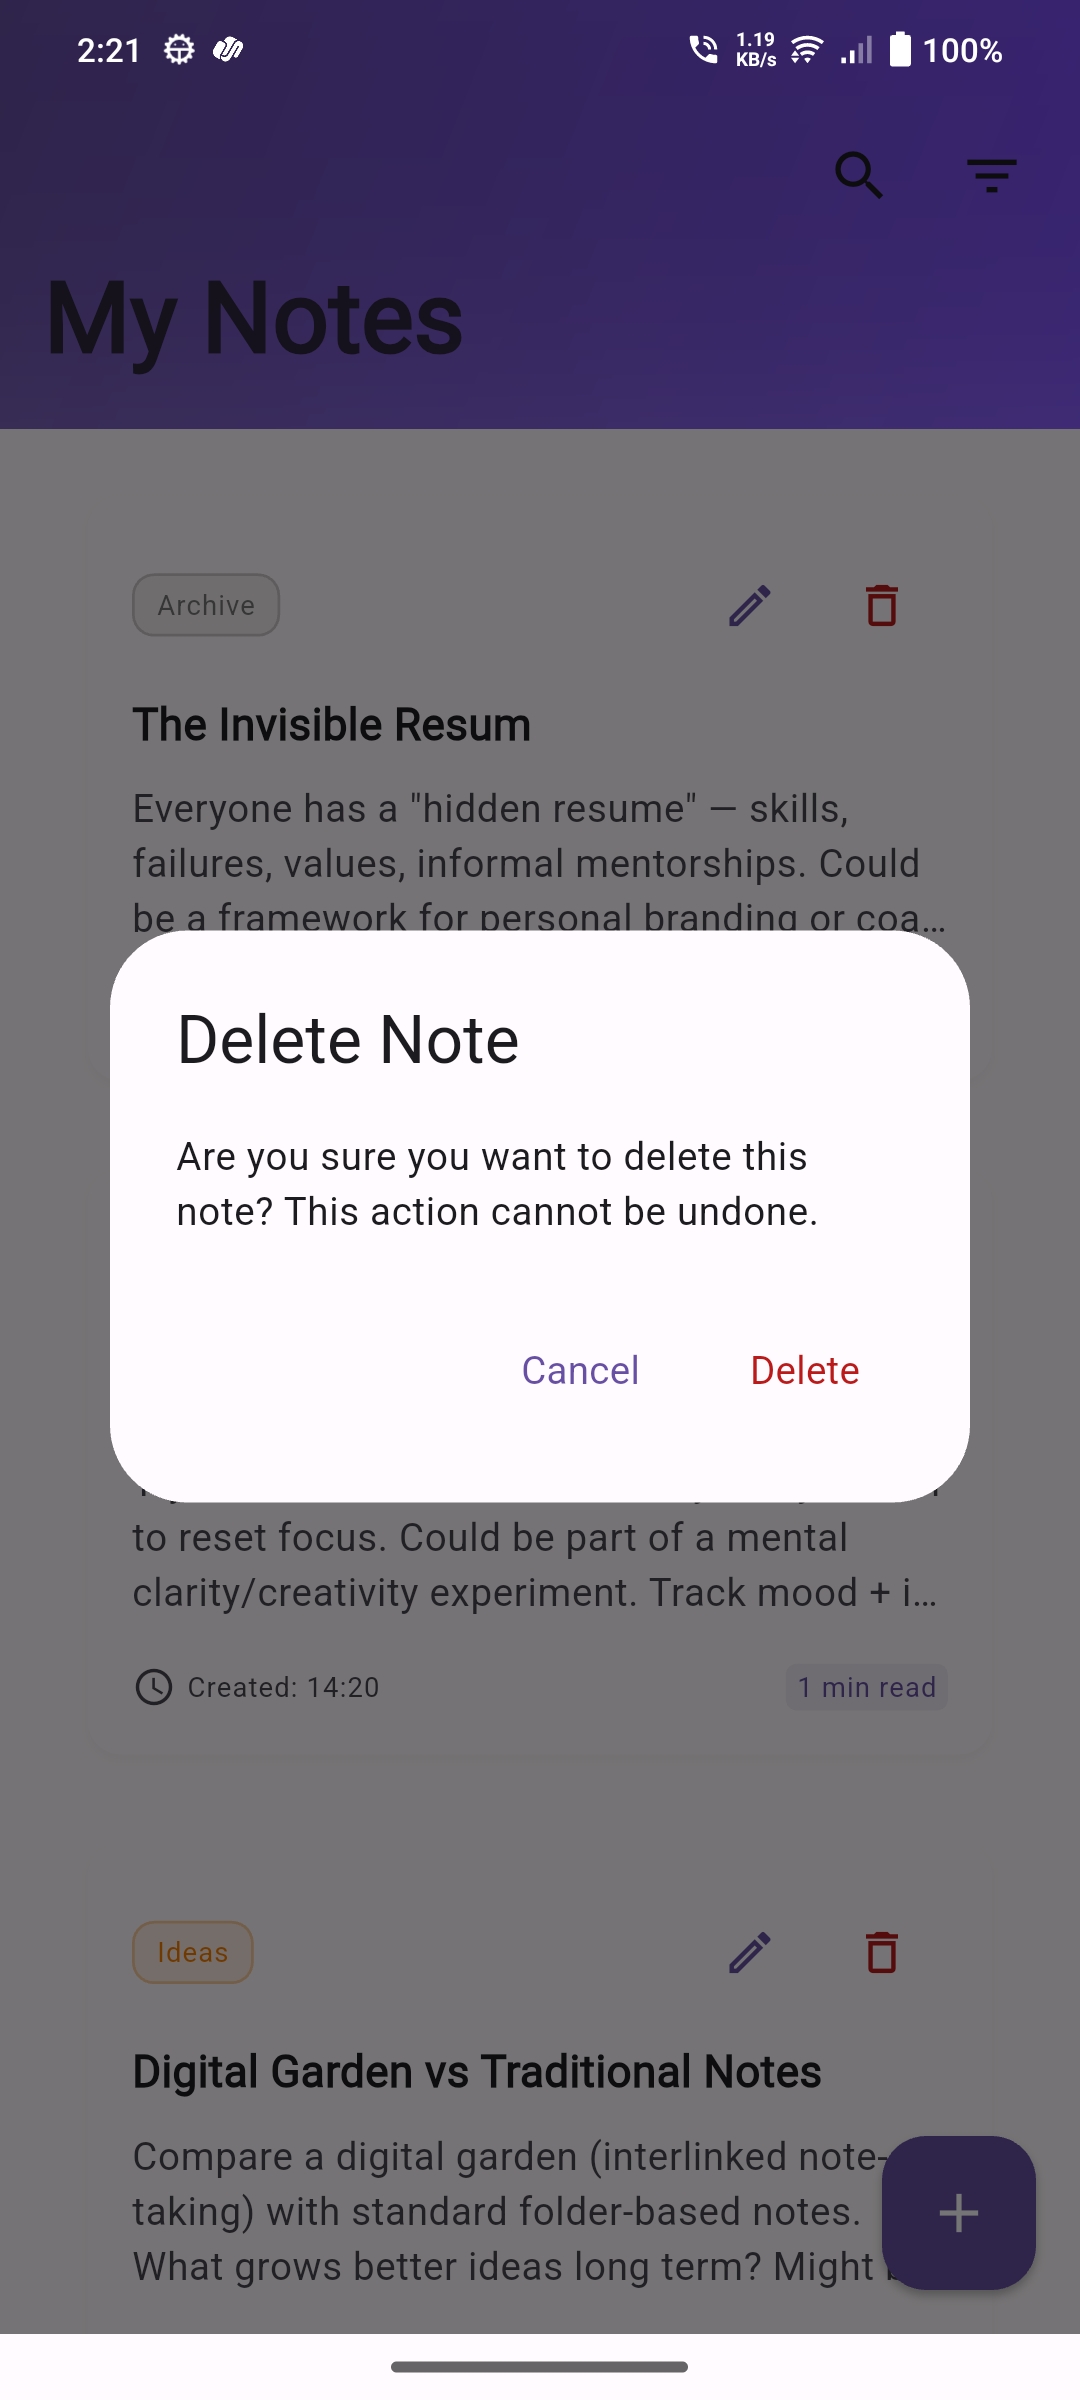 2:21
1.19
KB/s
100%
My Notes
Archive
The Invisible Resum
Everyone has a "hidden resume" — skills,
failures, values, informal mentorships. Could
be a framework for personal branding or coa…
Delete Note
Are you sure you want to delete this
note? This action cannot be undone.
Cancel
Delete
to reset focus. Could be part of a mental
clarity/creativity experiment. Track mood + i…
Created: 14:20
1 min read
Ideas
Digital Garden vs Traditional Notes
Compare a digital garden (interlinked note-
taking) with standard folder-based notes.
What grows better ideas long term? Might